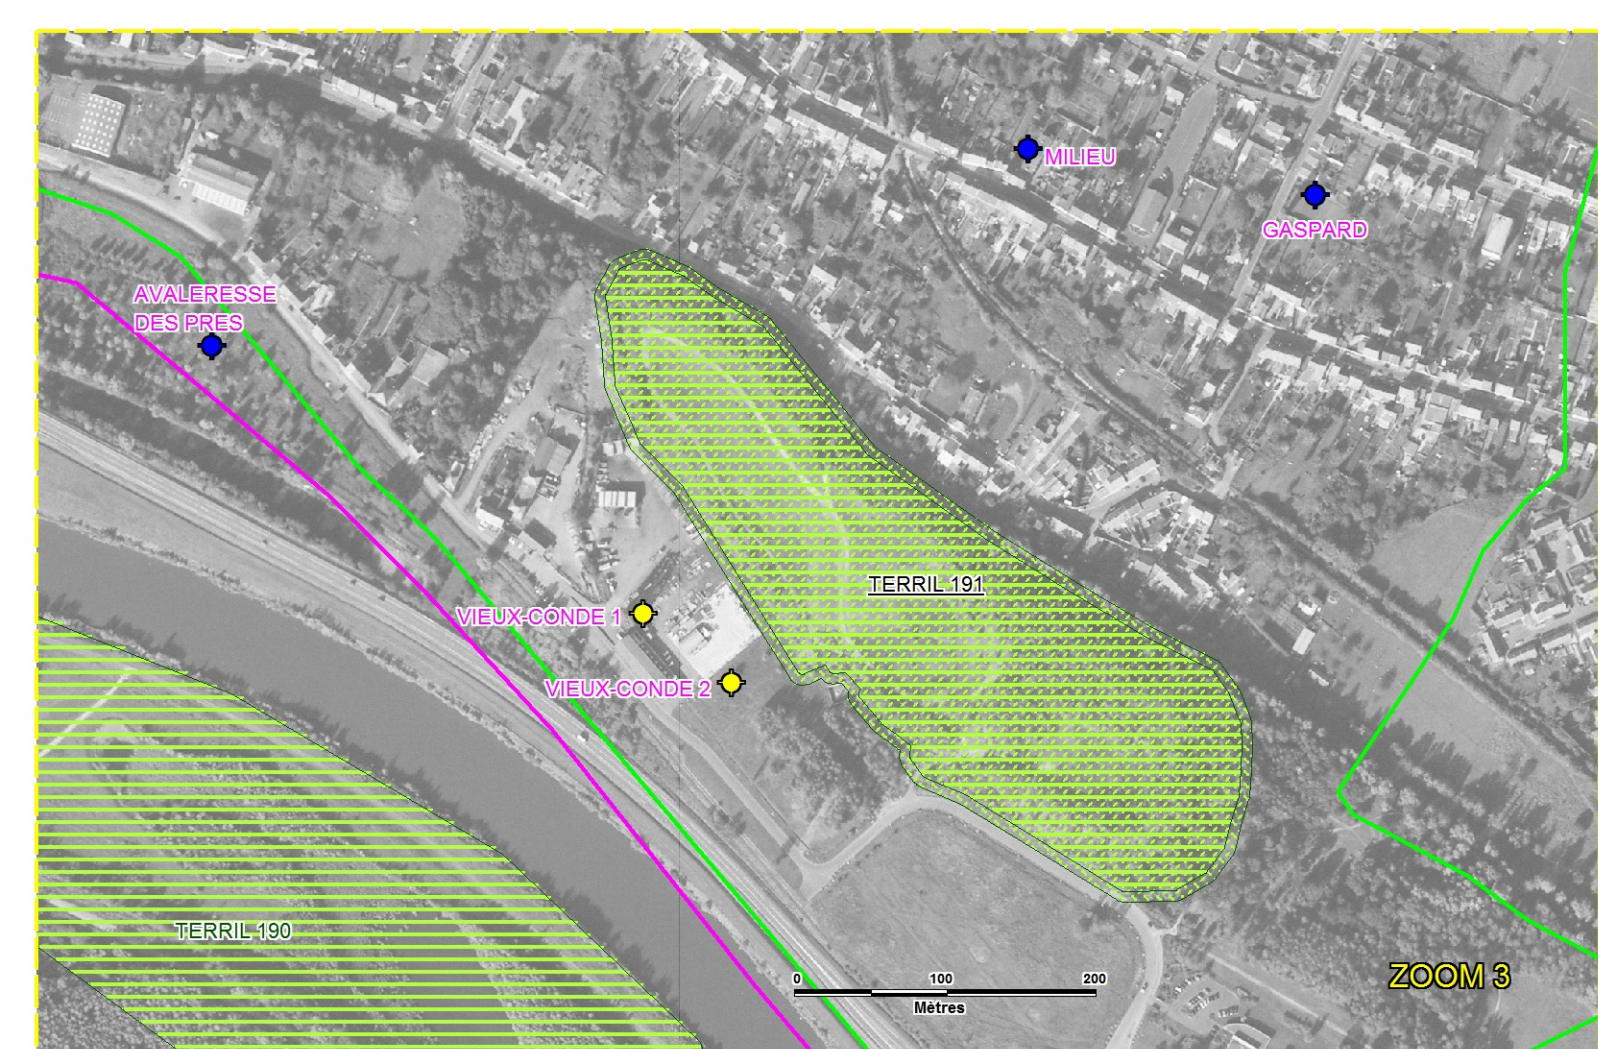 MILIEU
GASPARD
AVALERESSE
DES PRES
TERRIL 191
VIEUX-CONDE 1
VIEUX-CONDE 2
TERRIL 190
ZOOM 3
0 100 200
Mètres